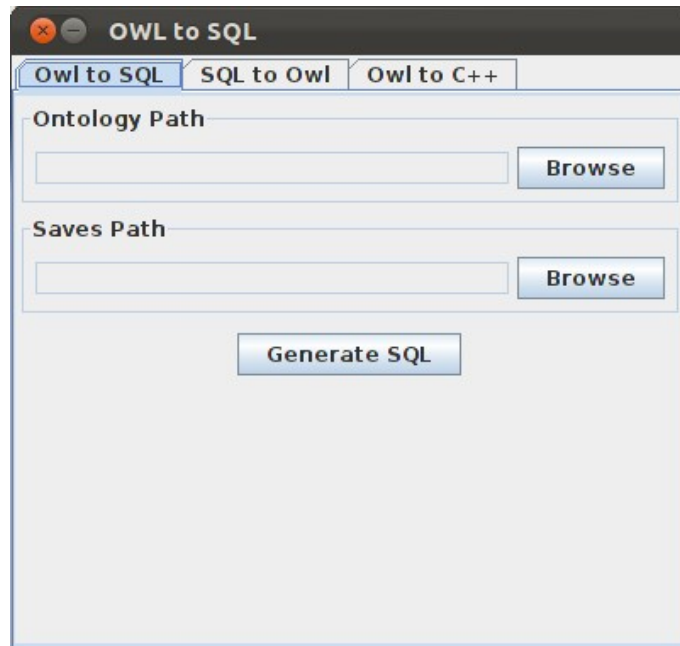 OWL to SQL
Owl to SQL SQL to Owl Owl to C++
Ontology Path
Browse
Saves Path
Browse
Generate SQL